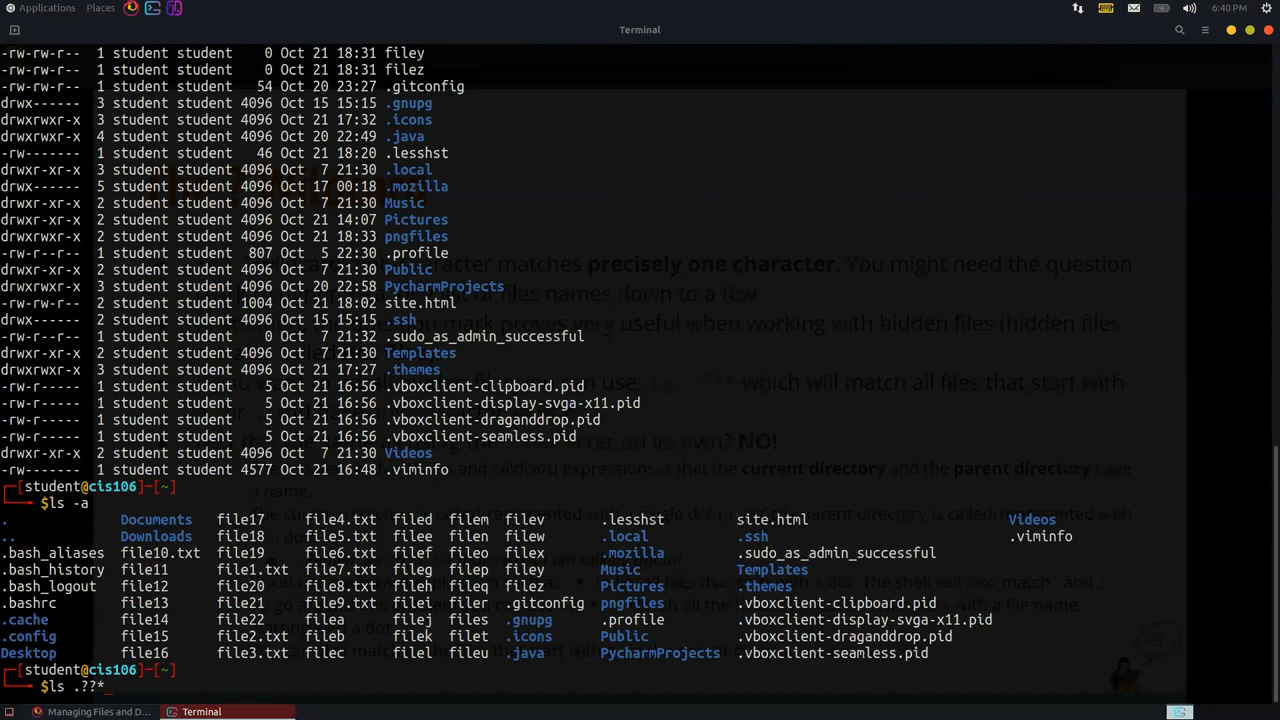 Applications Places 6:40 PM
Terminal
-rw-rw-r-- 1 student student 0 Oct 21 18:31 filey
-rw-rw-r-- 1 student student 0 Oct 21 18:31 filez
-rw-rw-r-- 1 student student 54 Oct 20 23:27 .gitconfig
drwx------ 3 student student 4096 Oct 15 15:15 .gnupg
drwxrwxr-x 3 student student 4096 Oct 21 17:32 .icons
drwxrwxr-x 4 student student 4096 Oct 20 22:49 .java
-rw------- 1 student student 46 Oct 21 18:20 .lesshst
drwxr-xr-x 3 student student 4096 Oct 7 21:30 .local
drwx------ 5 student student 4096 Oct 17 00:18 .mozilla
drwxr-xr-x 2 student student 4096 Oct 7 21:30 Music
drwxr-xr-x 2 student student 4096 Oct 21 14:07 Pictures
drwxrwxr-x 2 student student 4096 Oct 21 18:33 pngfiles
-rw-r--r-- 1 student student 807 Oct 5 22:30 .profile
drwxr-xr-x 2 student student 4096 Oct 7 21:30 Public
drwxrwxr-x 3 student student 4096 Oct 20 22:58 PycharmProjects
-rw-rw-r-- 2 student student 1004 Oct 21 18:02 site.html
drwx------ 2 student student 4096 Oct 15 15:15 .ssh
-rw-r--r-- 1 student student 0 Oct 7 21:32 .sudo_as_admin_successful
drwxr-xr-x 2 student student 4096 Oct 7 21:30 Templates
drwxrwxr-x 3 student student 4096 Oct 21 17:27 .themes
-rw-r----- 1 student student 5 Oct 21 16:56 .vboxclient-clipboard.pid
-rw-r----- 1 student student 5 Oct 21 16:56 .vboxclient-display-svga-x11.pid
-rw-r----- 1 student student 5 Oct 21 16:56 .vboxclient-draganddrop.pid
-rw-r----- 1 student student 5 Oct 21 16:56 .vboxclient-seamless.pid
drwxr-xr-x 2 student student 4096 Oct 7 21:30 Videos
-rw------- 1 student student 4577 Oct 21 16:48 .viminfo
[student@cis106]-[~]
$ls -a
. Documents file17 file4.txt filed filem filev .lesshst site.html Videos
.. Downloads file18 file5.txt filee filen filew .local .ssh .viminfo
.bash_aliases file10.txt file19 file6.txt filef fileo filex .mozilla .sudo_as_admin_successful
.bash_history file11 file1.txt file7.txt fileg filep filey Music Templates
.bash_logout file12 file20 file8.txt fileh fileq filez Pictures .themes
.bashrc file13 file21 file9.txt filei filer .gitconfig pngfiles .vboxclient-clipboard.pid
.cache file14 file22 filea filej files .gnupg .profile .vboxclient-display-svga-x11.pid
.config file15 file2.txt fileb filek filet .icons Public .vboxclient-draganddrop.pid
Desktop file16 file3.txt filec filel fileu .java PycharmProjects .vboxclient-seamless.pid
[student@cis106]-[~]
$ls .??*
Managing Files and D... Terminal